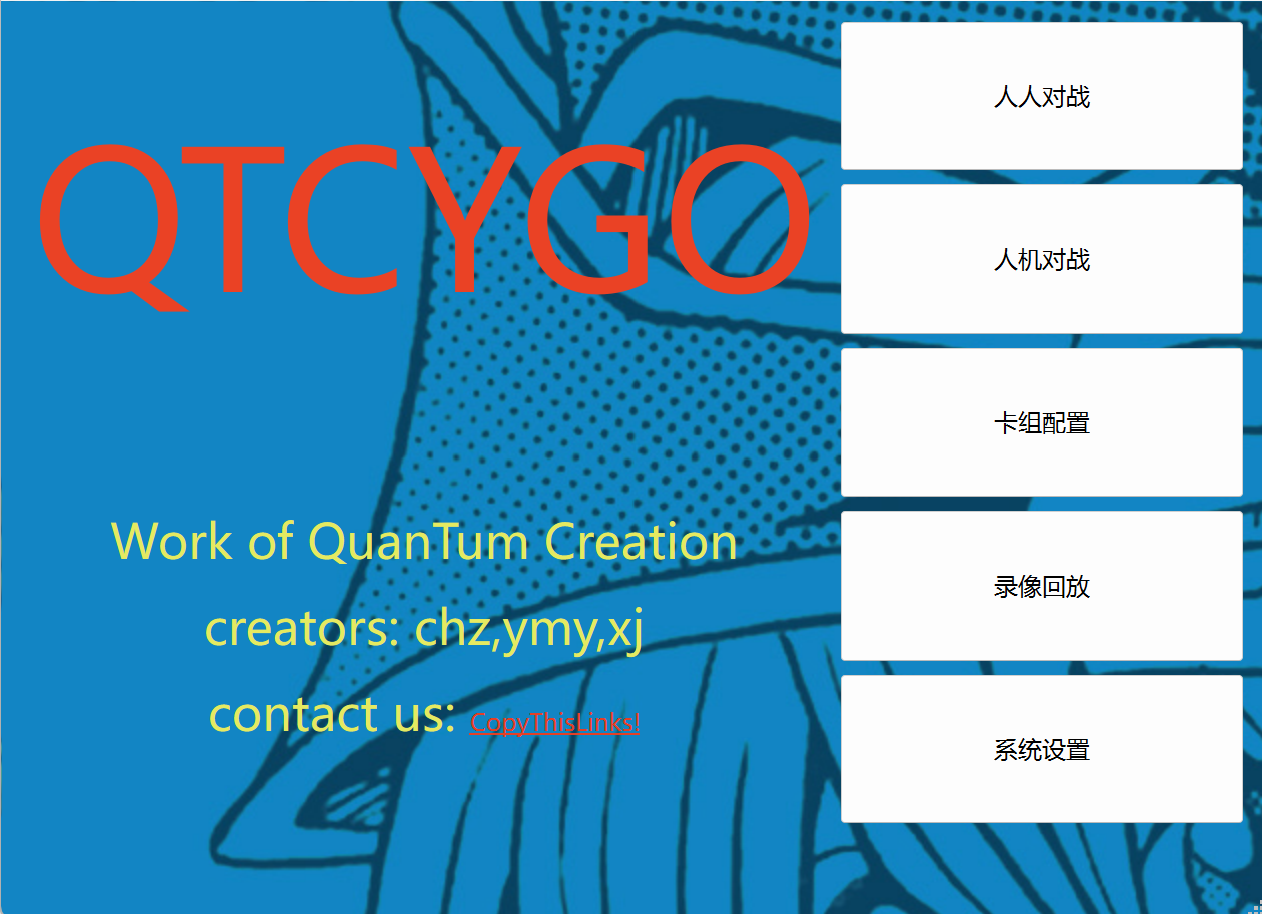 QTCYGO
Work of QuanTum Creation
creators: chz,ymy,xj
contact us: CopyThisLinks!
人人对战
人机对战
卡组配置
录像回放
系统设置